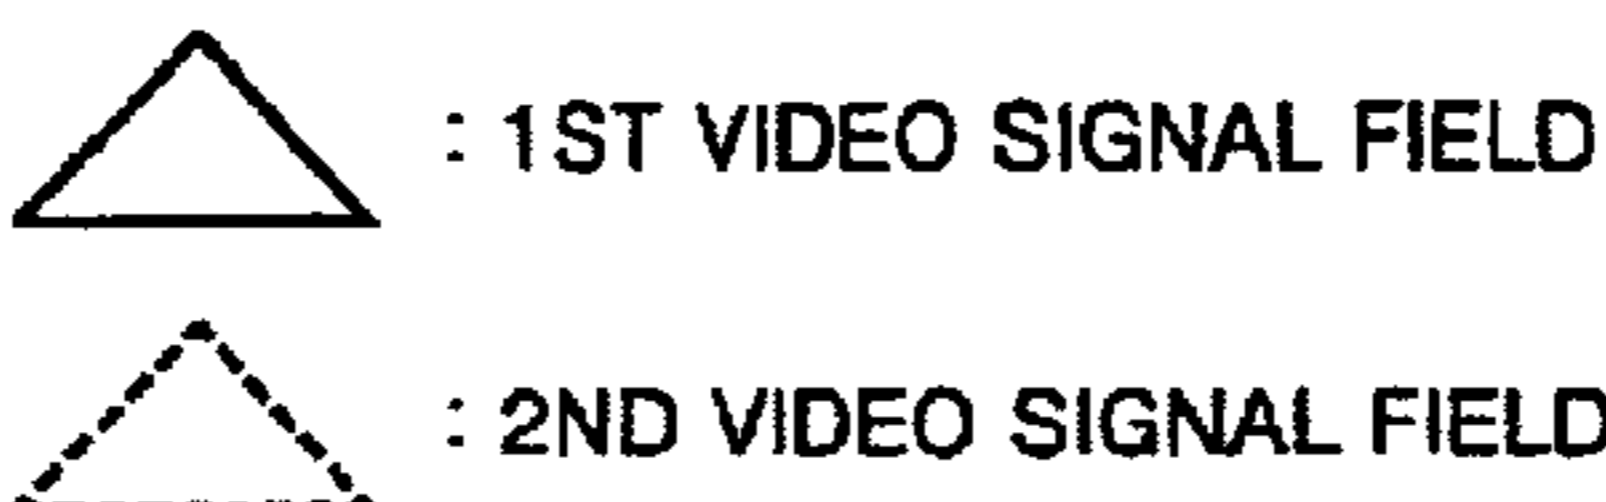 : 1ST VIDEO SIGNAL FIELD
: 2ND VIDEO SIGNAL FIELD